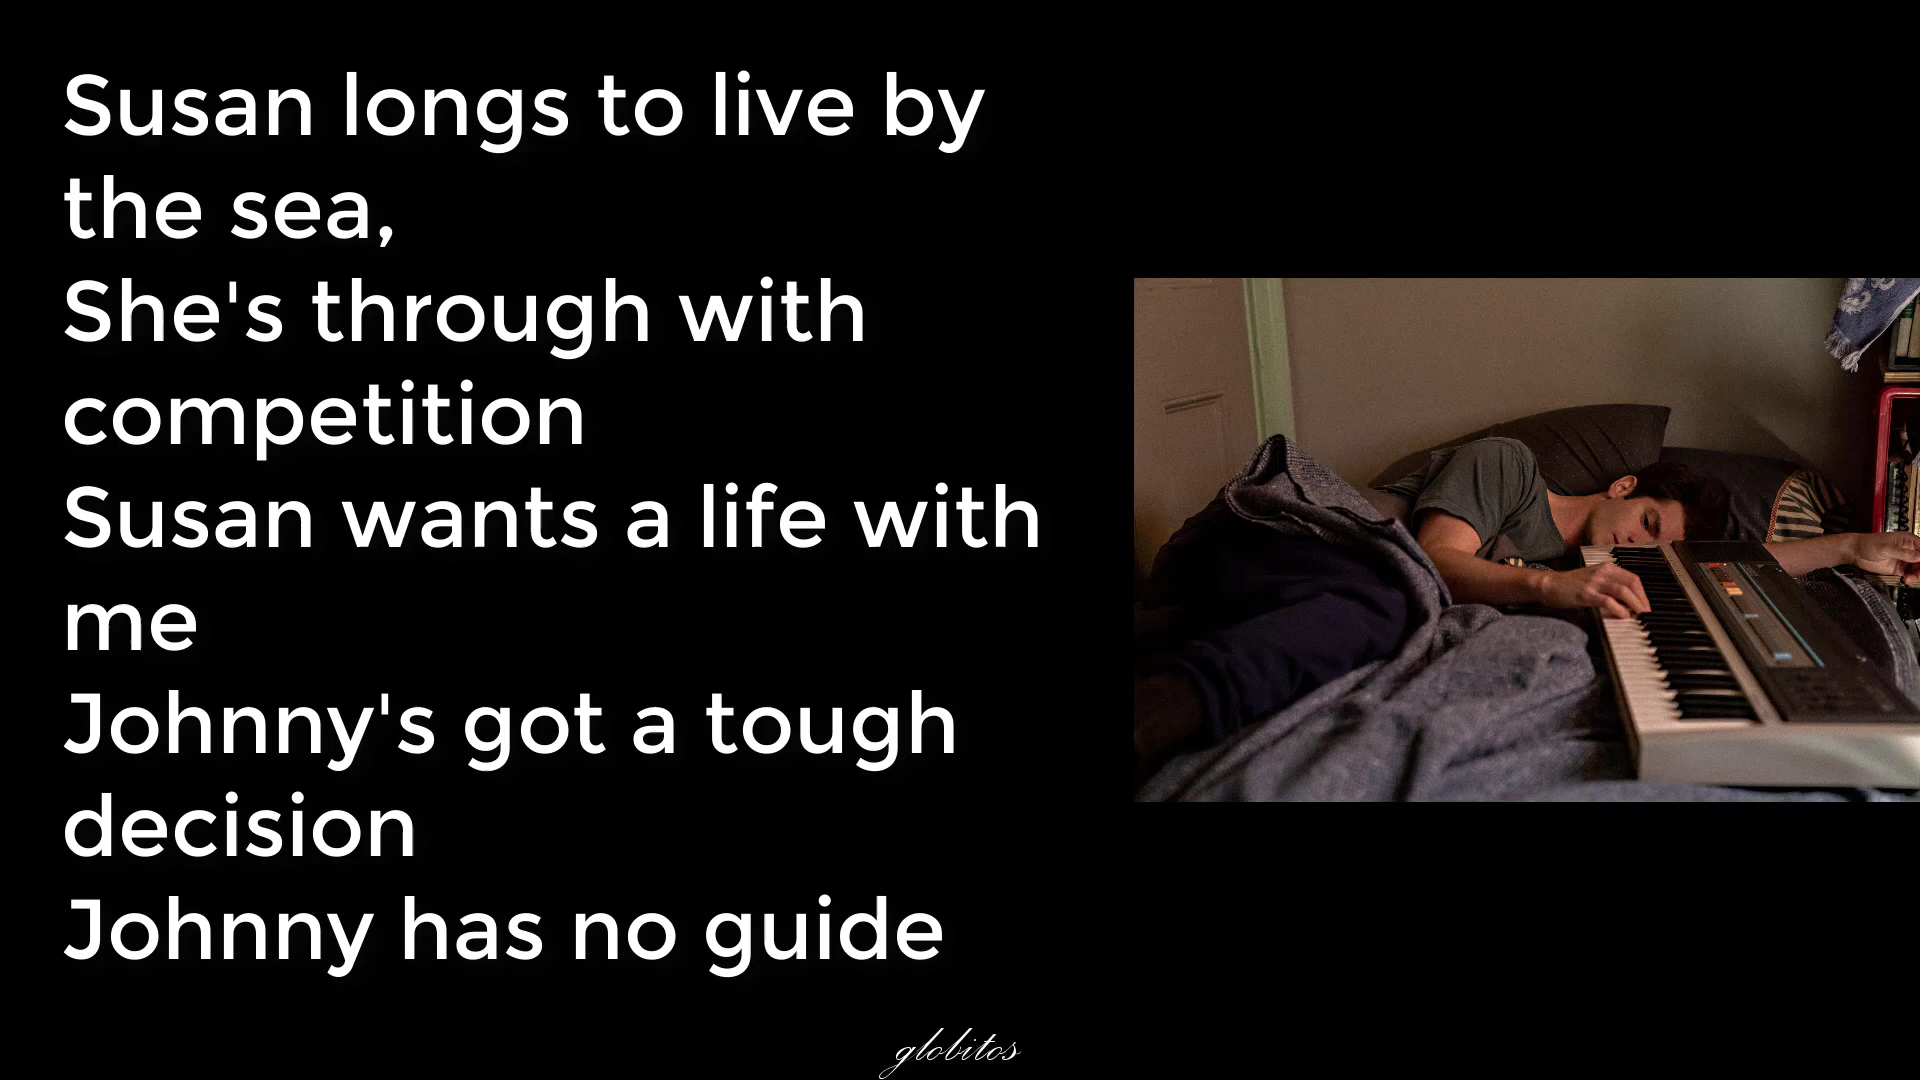 Susan longs to live by
the sea,
She's through with
competition
Susan wants a life with
me
Johnny's got a tough
decision
Johnny has no guide
globitos